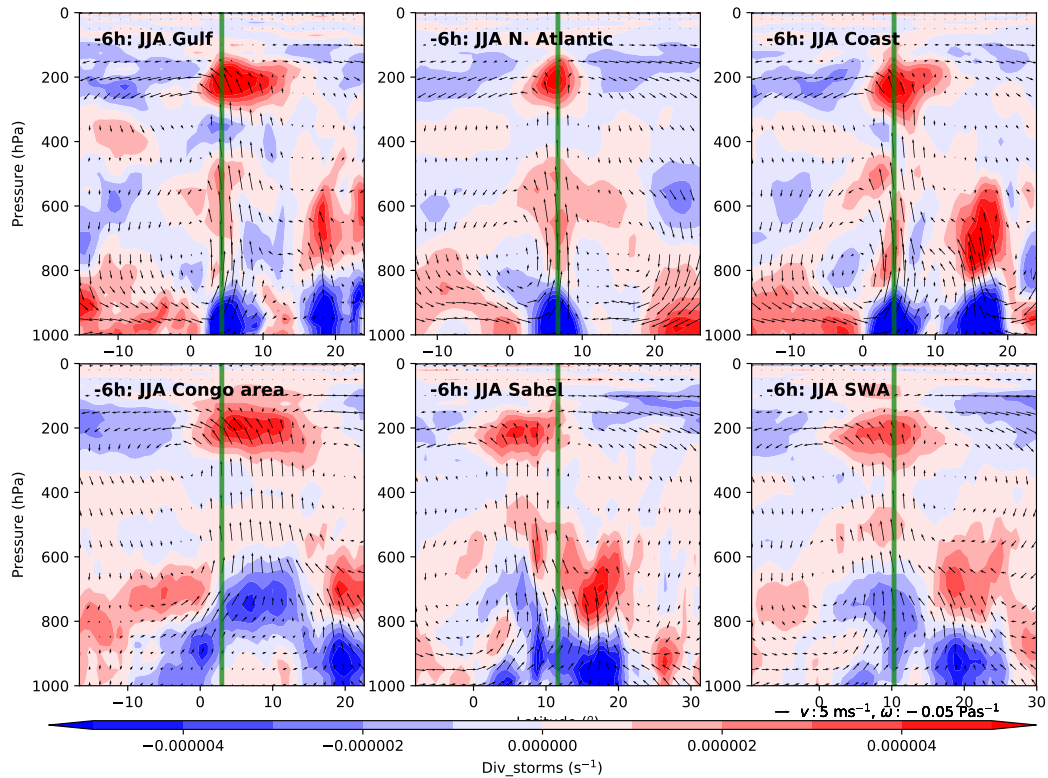 0
200
400
600
800
1000
Pressure (hPa)
-6h: JJA Gulf
−10 0 10 20
-6h: JJA N. Atlantic
−10 0 10 20
-6h: JJA Coast
−10 0 10 20
0
200
400
600
800
1000
Pressure (hPa)
-6h: JJA Congo area
−10 0 10 20
-6h: JJA Sahel
0 10 20 30
-6h: JJA SWA
0 10 20 30
v : 5 ms⁻¹, ω : − 0.05 Pas⁻¹
−0.000004 −0.000002 0.000000 0.000002 0.000004
Div_storms (s⁻¹)